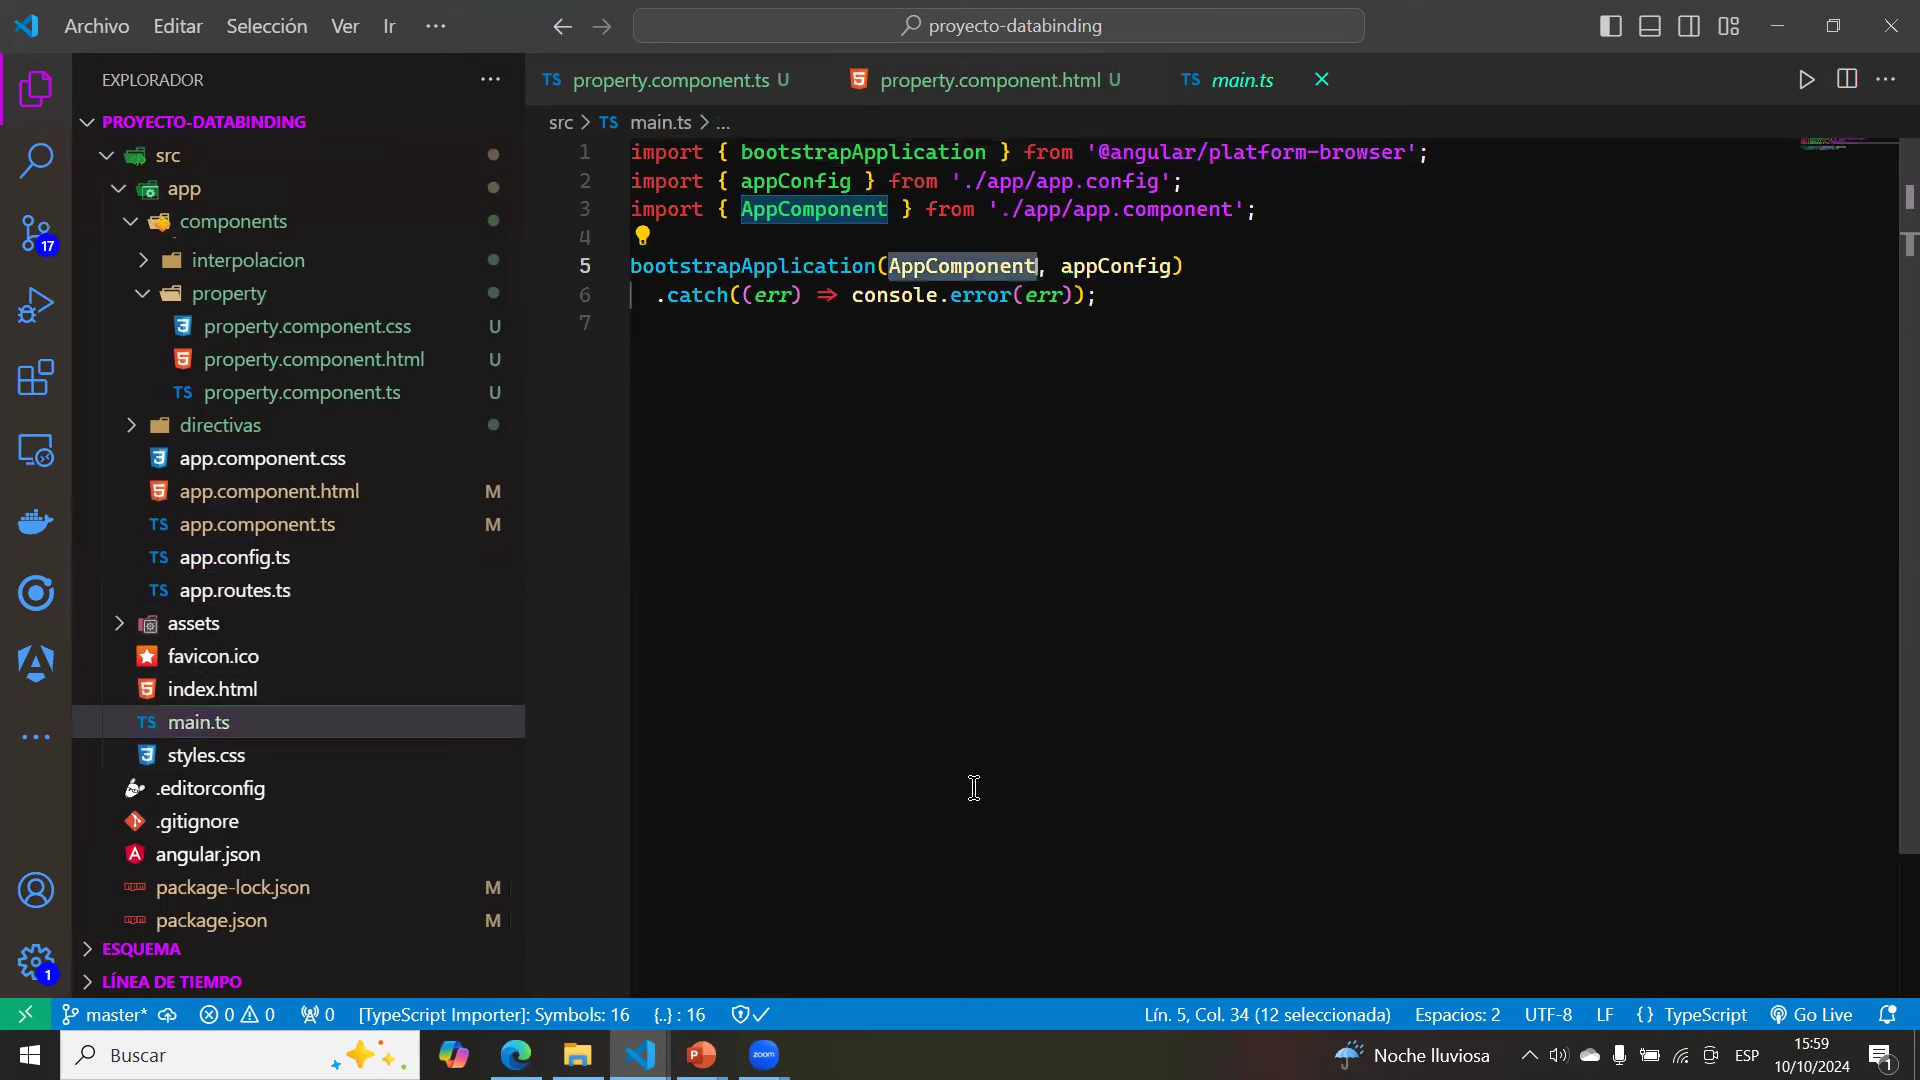 Archivo Editar Selección Ver Ir ···
proyecto-databinding
EXPLORADOR
PROYECTO-DATABINDING
src
app
components
interpolacion
property
property.component.css U
property.component.html U
property.component.ts U
directivas
app.component.css
app.component.html M
app.component.ts M
app.config.ts
app.routes.ts
assets
favicon.ico
index.html
main.ts
styles.css
.editorconfig
.gitignore
angular.json
package-lock.json M
package.json M
ESQUEMA
LÍNEA DE TIEMPO
17
1
TS property.component.ts U
property.component.html U
TS main.ts
src > TS main.ts > ...
1 import { bootstrapApplication } from '@angular/platform-browser';
2 import { appConfig } from './app/app.config';
3 import { AppComponent } from './app/app.component';
4
5 bootstrapApplication(AppComponent, appConfig)
6 .catch((err) => console.error(err));
7
master* 0 0 0 [TypeScript Importer]: Symbols: 16 {..} : 16
Lín. 5, Col. 34 (12 seleccionada) Espacios: 2 UTF-8 LF {} TypeScript Go Live
Buscar
zoom
Noche lluviosa
ESP
15:59
10/10/2024
1